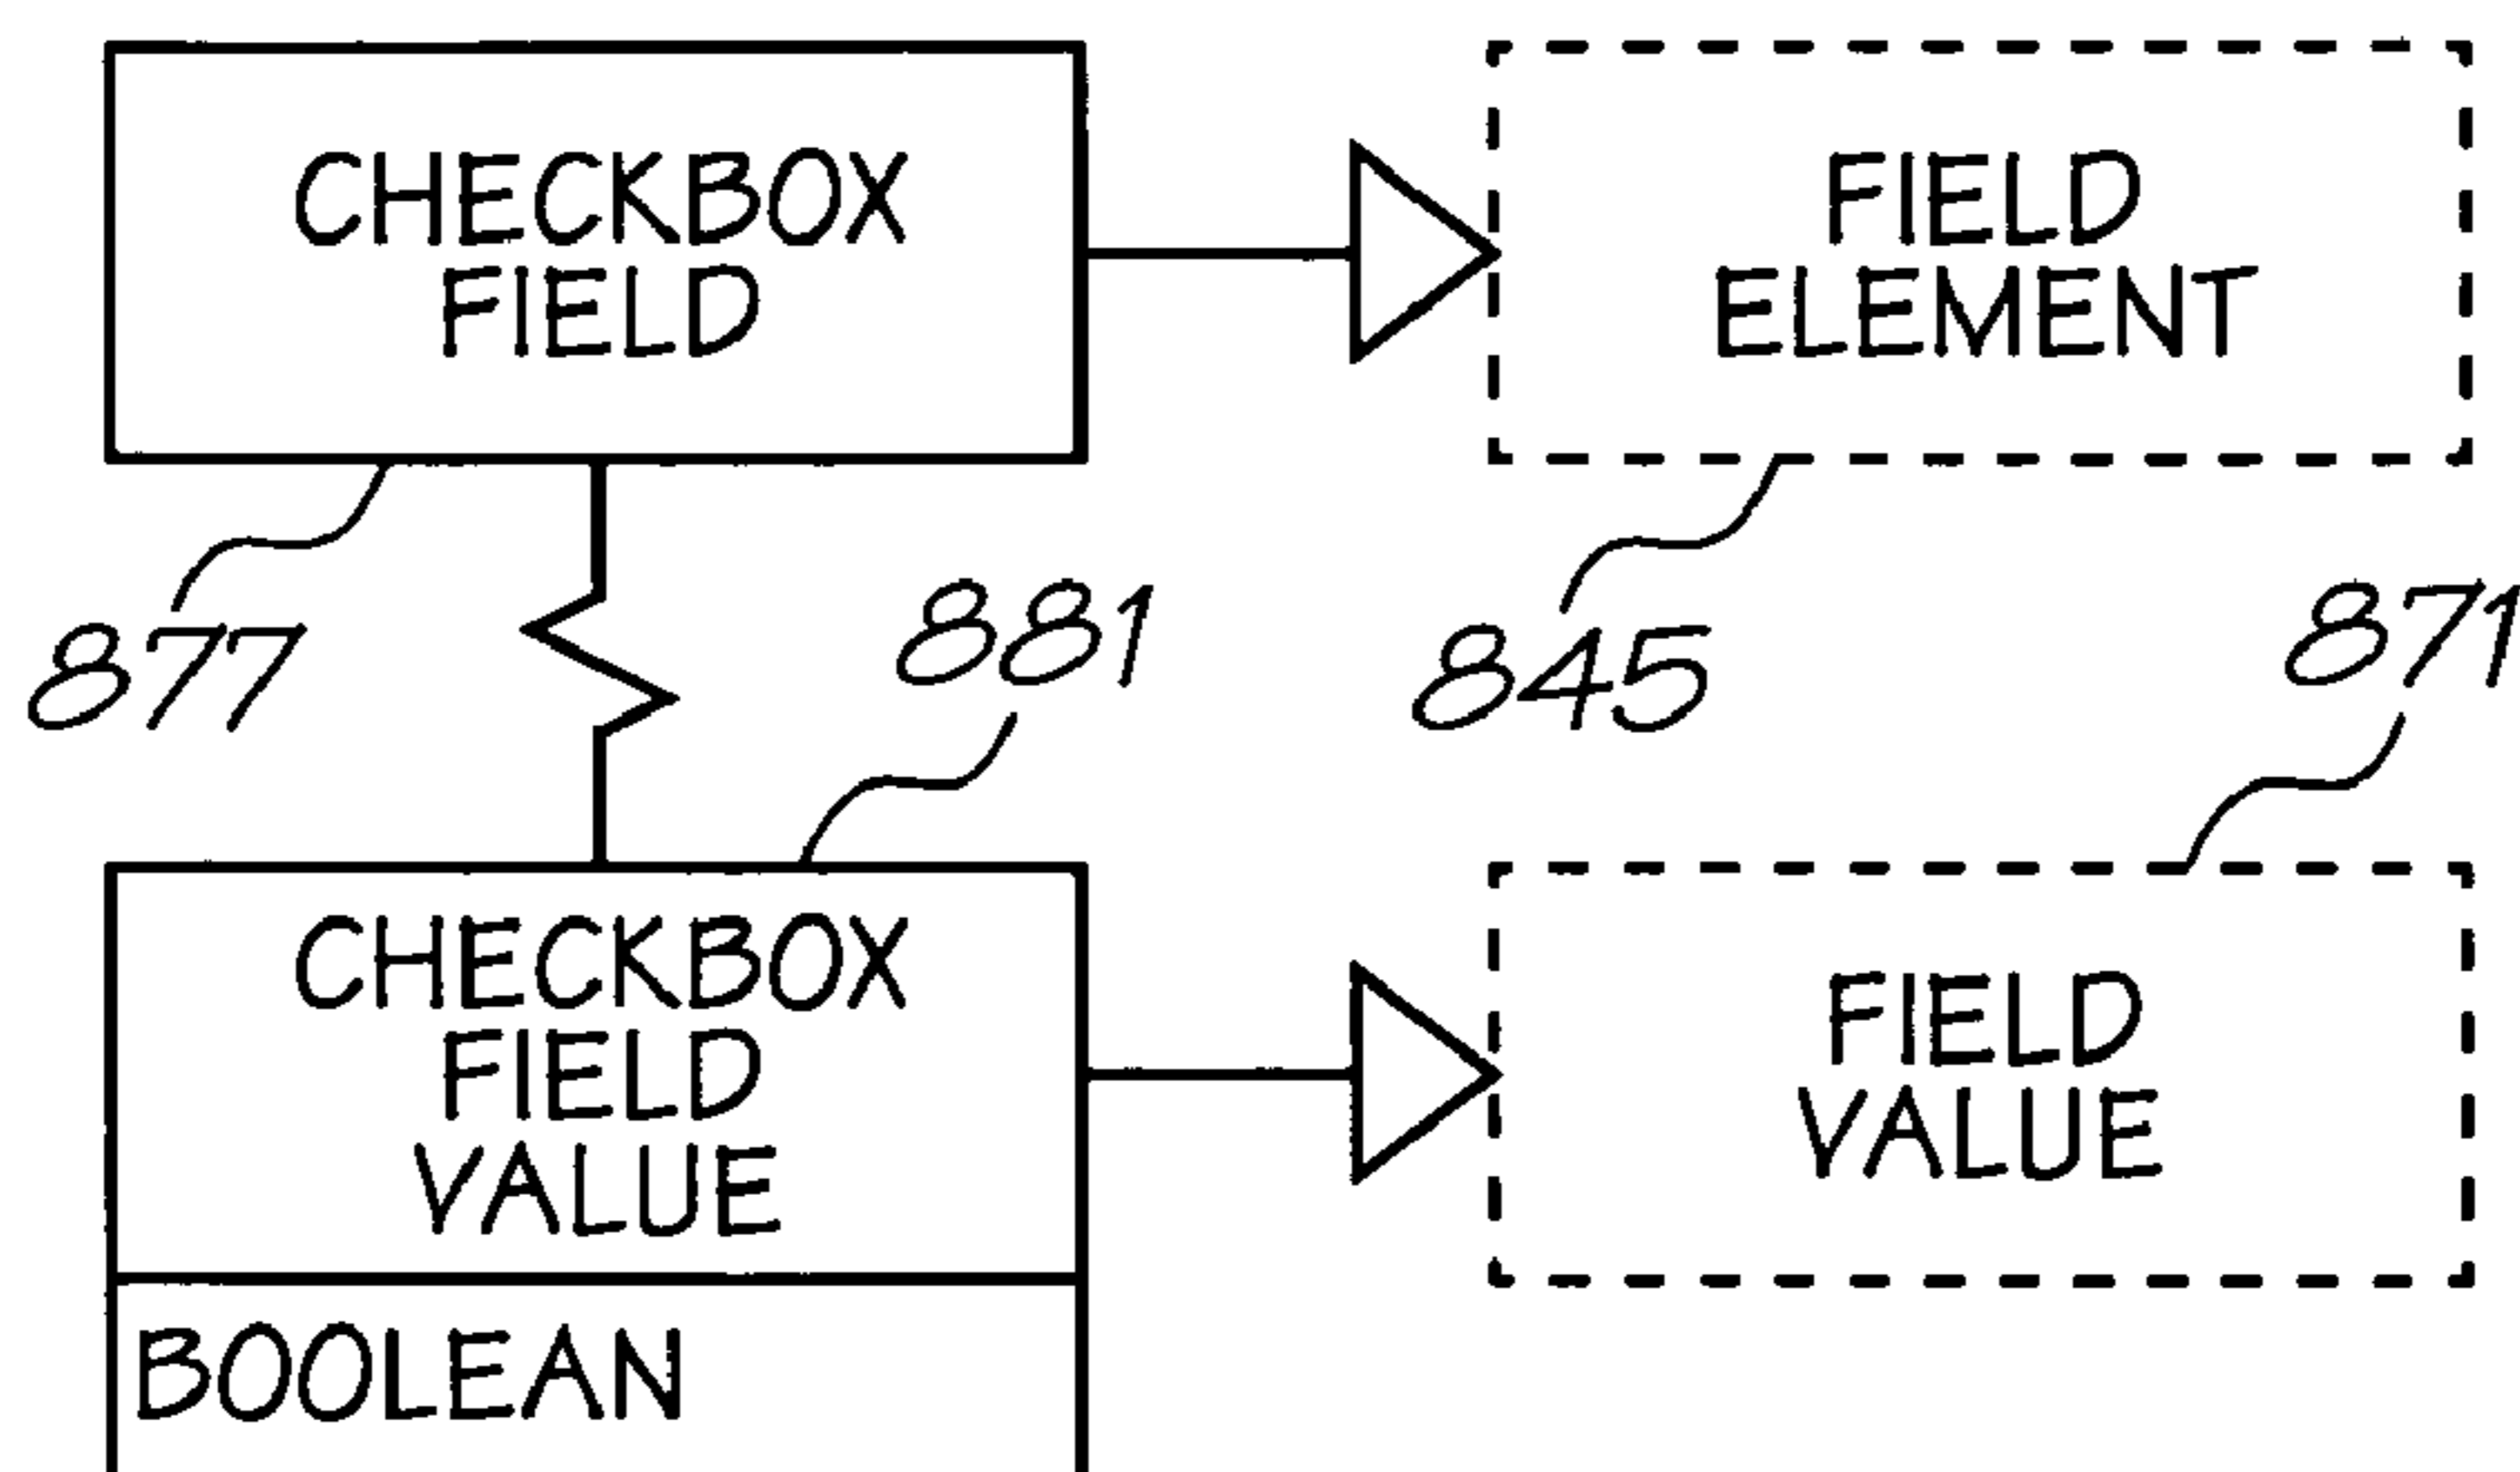 CHECKBOX
FIELD
FIELD
ELEMENT
877
881
845
871
CHECKBOX
FIELD
VALUE
FIELD
VALUE
BOOLEAN